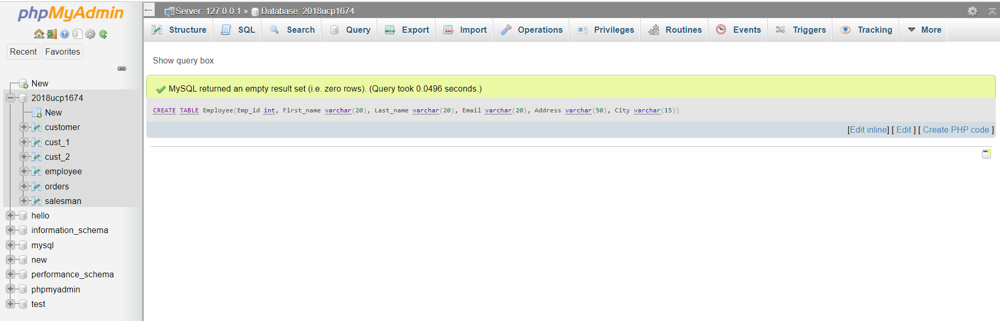 phpMyAdmin
Recent Favorites
New
2018ucp1674
New
customer
cust_1
cust_2
employee
orders
salesman
hello
information_schema
mysql
new
performance_schema
phpmyadmin
test
Server: 127.0.0.1 » Database: 2018ucp1674
Structure SQL Search Query Export Import Operations Privileges Routines Events Triggers Tracking More
Show query box
MySQL returned an empty result set (i.e. zero rows). (Query took 0.0496 seconds.)
CREATE TABLE Employee(Emp_id int, First_name varchar(20), Last_name varchar(20), Email varchar(20), Address varchar(50), City varchar(15))
[Edit inline] [ Edit ] [ Create PHP code ]